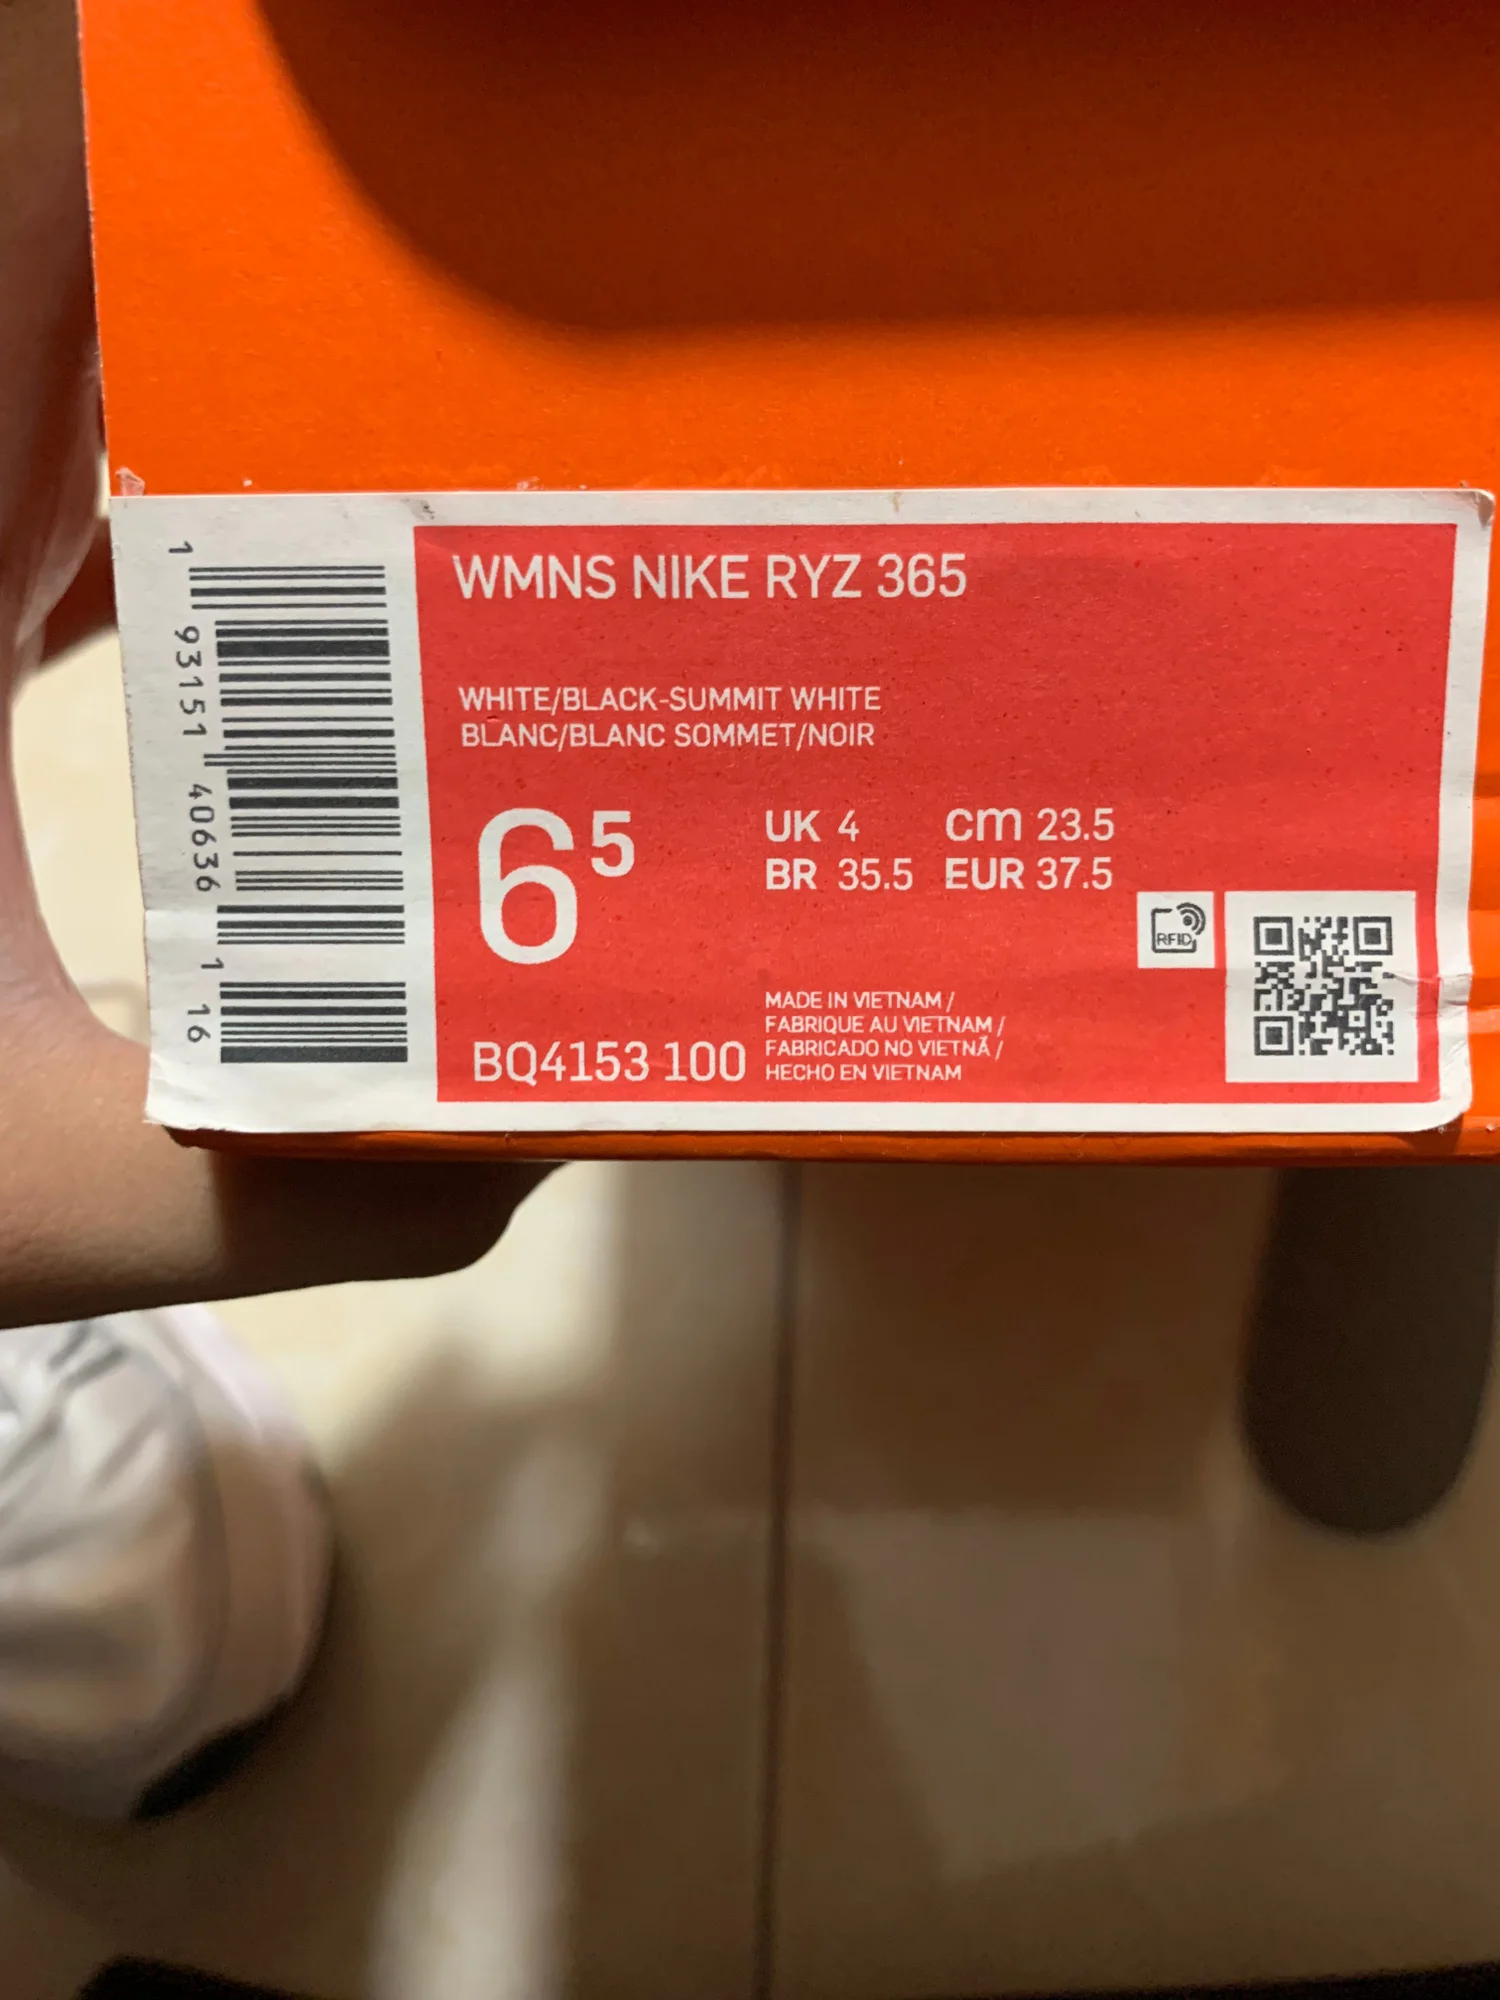 1 93151 40636 1 16
WMNS NIKE RYZ 365
WHITE/BLACK-SUMMIT WHITE
BLANC/BLANC SOMMET/NOIR
6 5
UK 4 cm 23.5
BR 35.5 EUR 37.5
RFID
MADE IN VIETNAM /
FABRIQUE AU VIETNAM /
FABRICADO NO VIETNÃ /
HECHO EN VIETNAM
BQ4153 100